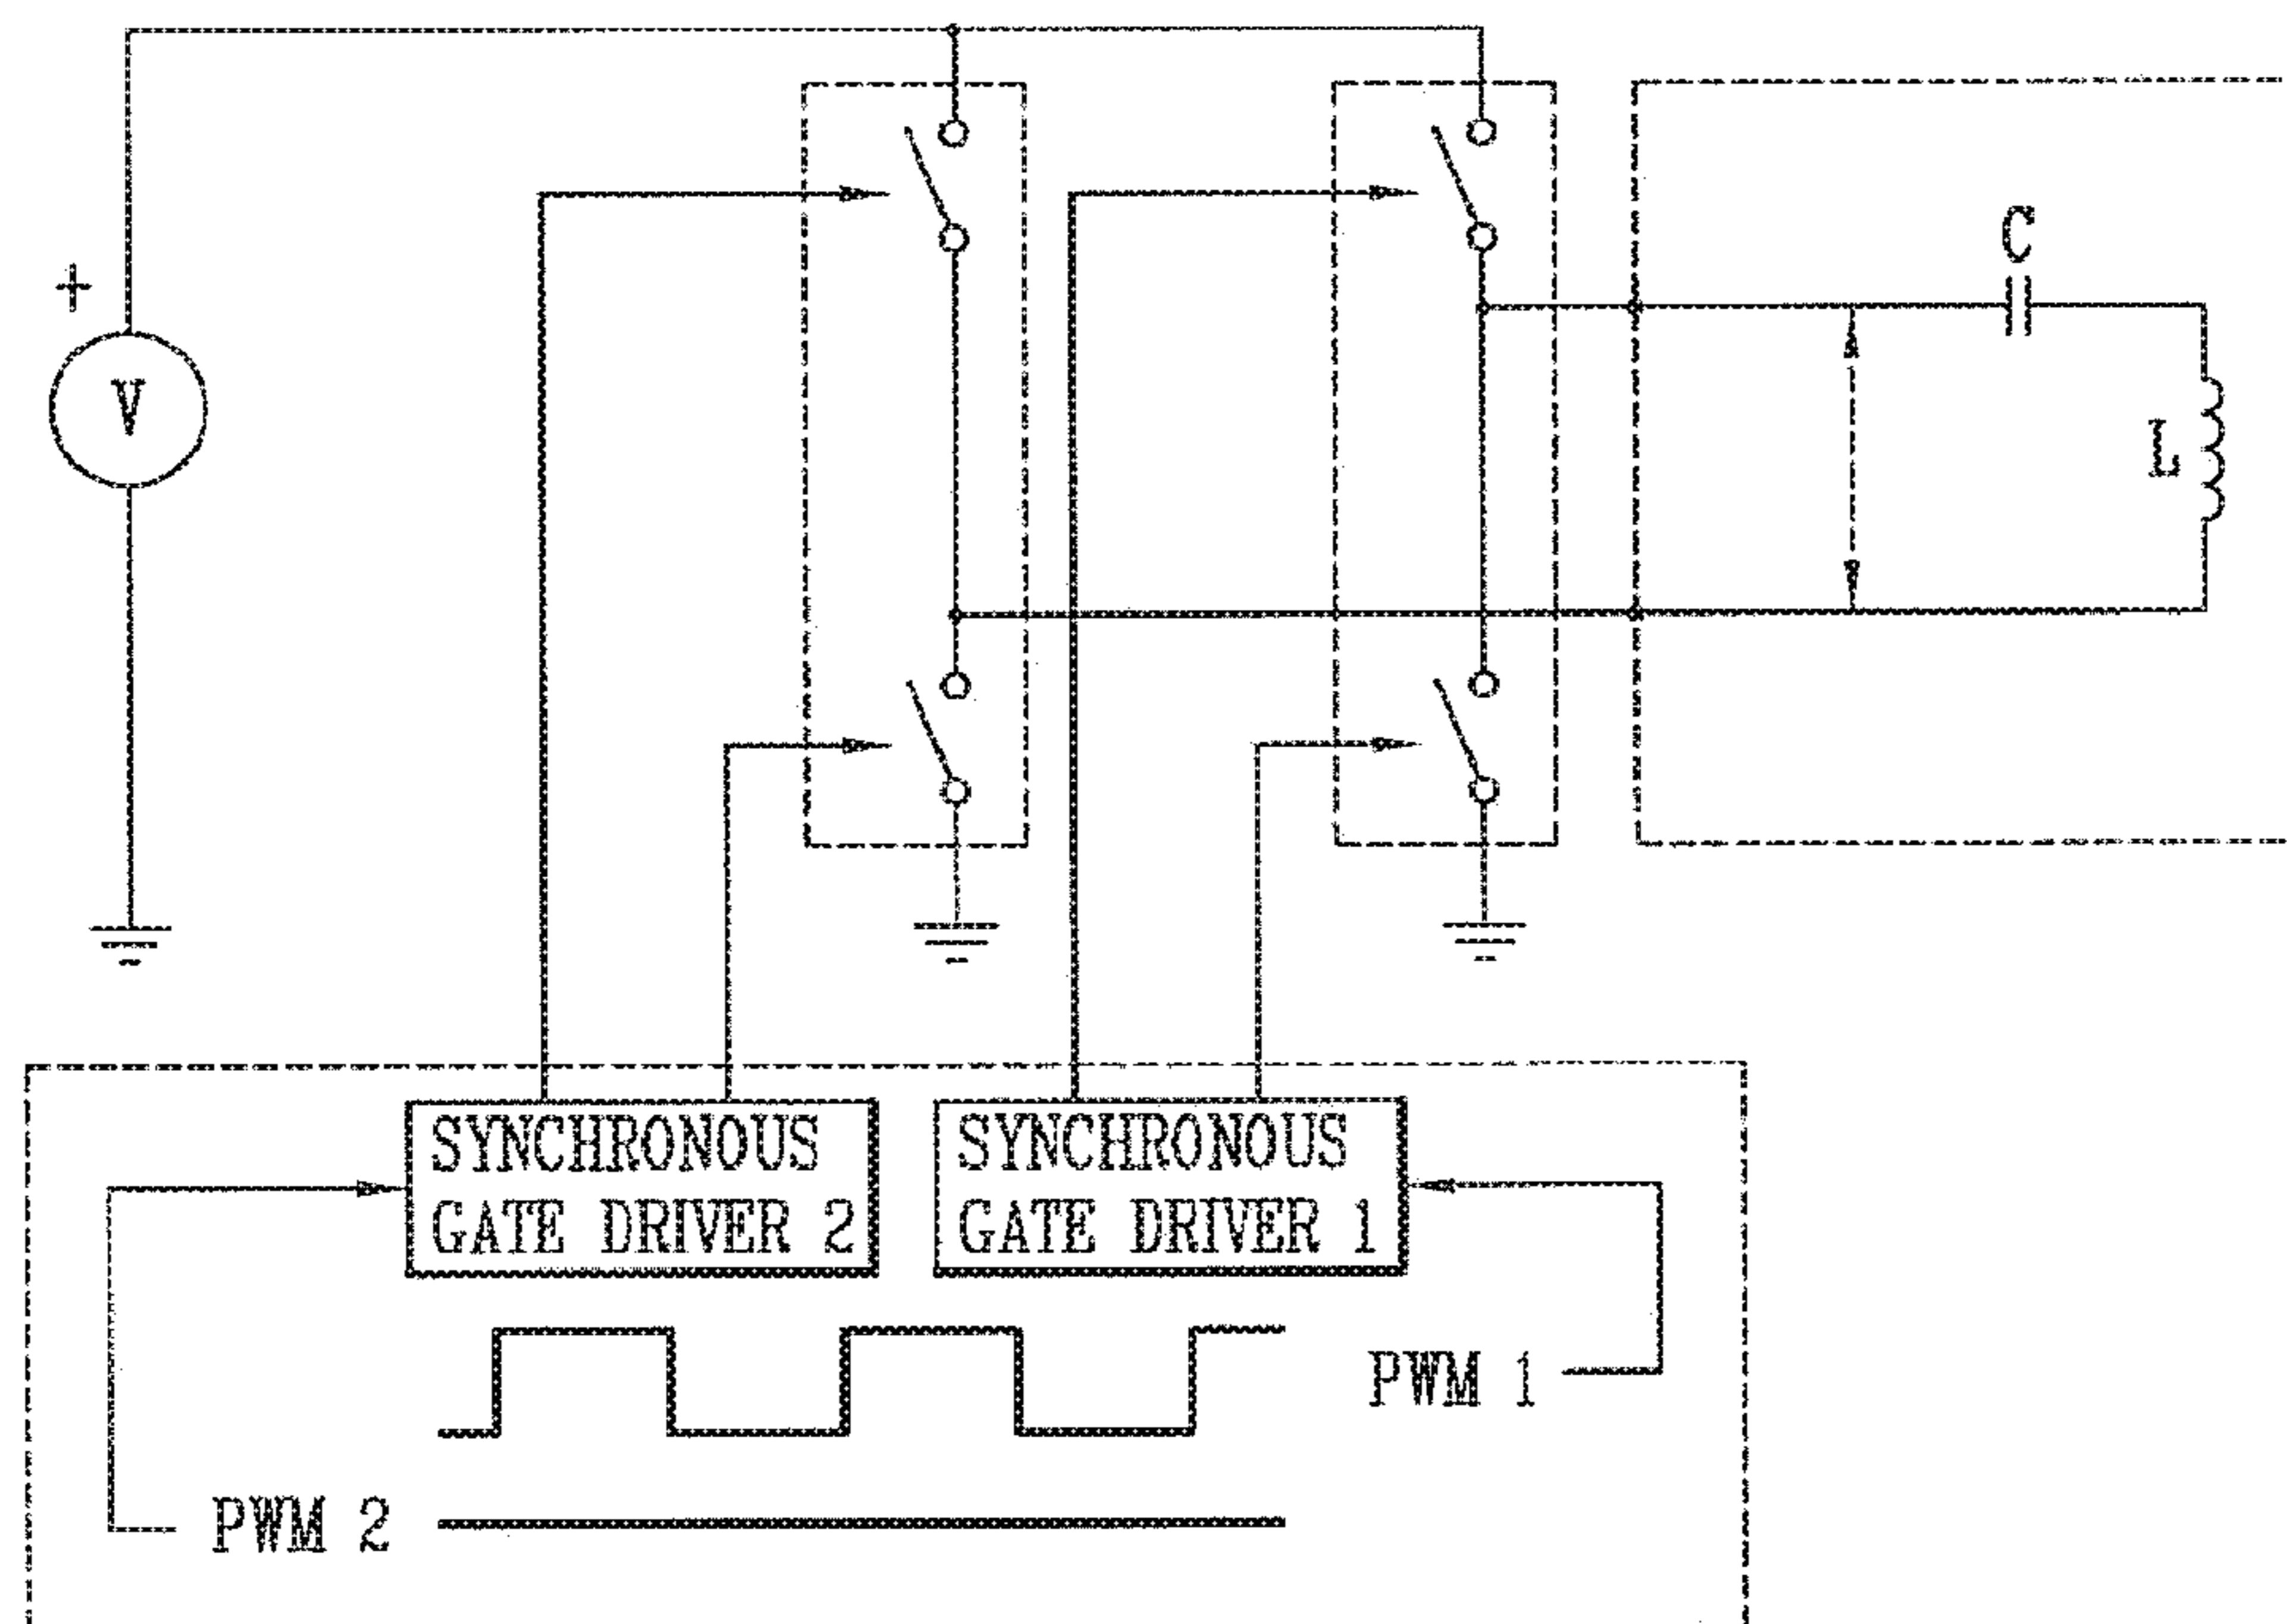 +
V
C
L
SYNCHRONOUS
GATE DRIVER 2
SYNCHRONOUS
GATE DRIVER 1
PWM 1
PWM 2